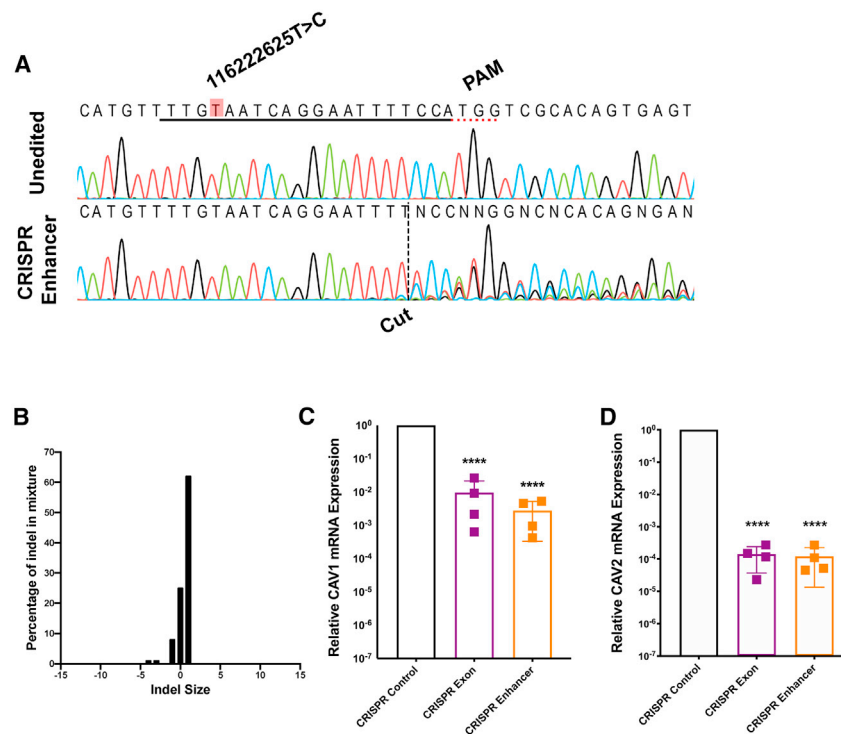 A
116222625T>C
PAM
Unedited
CATGTTTTGTAATCAGGAATTTTCCATGGTCGCACAGTGAGT
CRISPR Enhancer
CATGTTTTGTAATCAGGAATTTTNCCNNGGNCNCACAGNGAN
Cut
B
Percentage of indel in mixture
70
60
50
40
30
20
10
0
-15 -10 -5 0 5 10 15
Indel Size
C
Relative CAV1 mRNA Expression
10^0
10^-1
10^-2
10^-3
10^-4
10^-5
10^-6
10^-7
****
****
CRISPR Control
CRISPR Exon
CRISPR Enhancer
D
Relative CAV2 mRNA Expression
10^0
10^-1
10^-2
10^-3
10^-4
10^-5
10^-6
10^-7
****
****
CRISPR Control
CRISPR Exon
CRISPR Enhancer